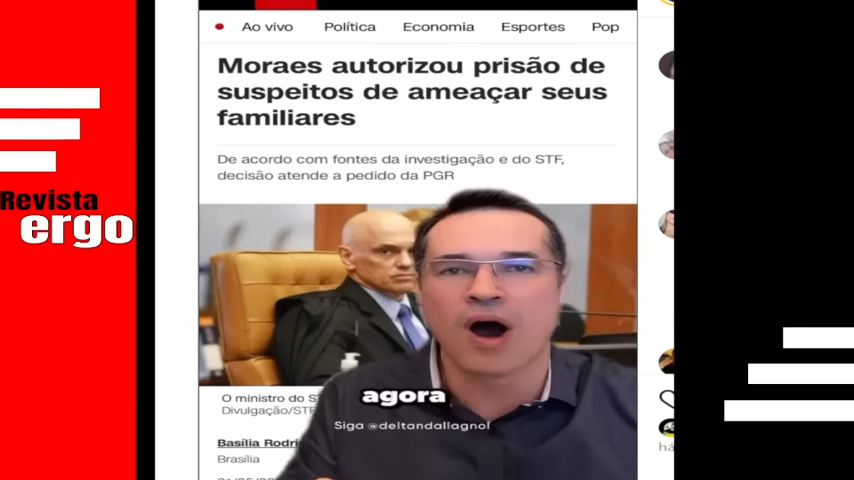 Ao vivo Política Economia Esportes Pop
Moraes autorizou prisão de
suspeitos de ameaçar seus
familiares
De acordo com fontes da investigação e do STF,
decisão atende a pedido da PGR
Revista
ergo
O ministro do
Divulgação/STF
agora
Siga @deltandallagnol
Basília
Brasília
há